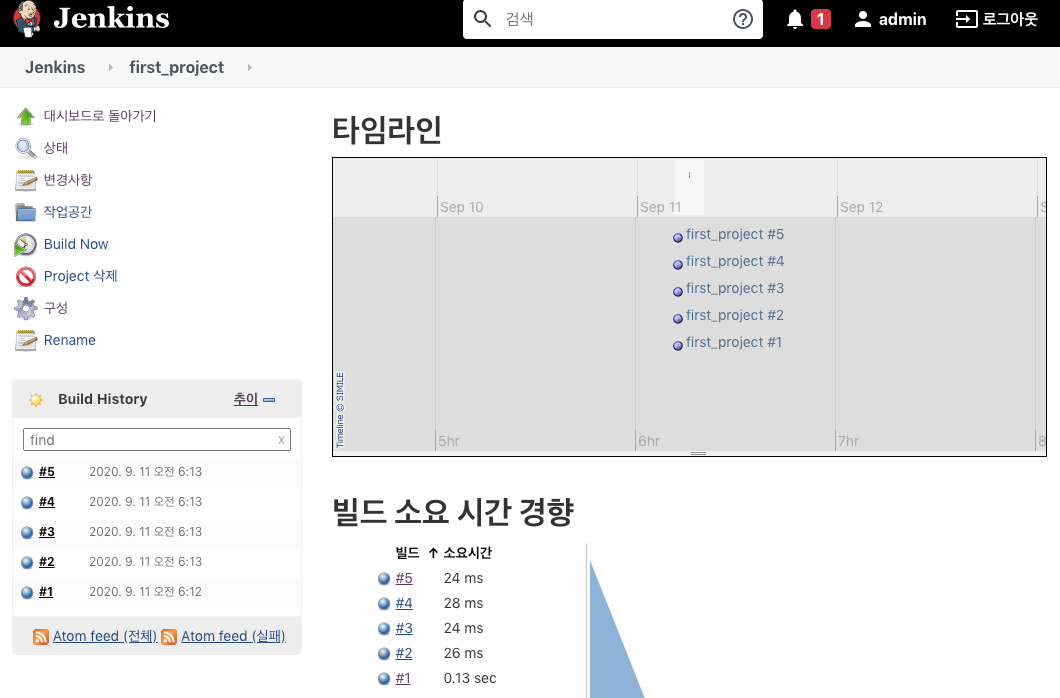 Jenkins
검색
1
admin
로그아웃
Jenkins
first_project
대시보드로 돌아가기
상태
변경사항
작업공간
Build Now
Project 삭제
구성
Rename
Build History 추이
find x
#5 2020. 9. 11 오전 6:13
#4 2020. 9. 11 오전 6:13
#3 2020. 9. 11 오전 6:13
#2 2020. 9. 11 오전 6:13
#1 2020. 9. 11 오전 6:12
Atom feed (전체) Atom feed (실패)
타임라인
Sep 10 Sep 11 Sep 12
first_project #5
first_project #4
first_project #3
first_project #2
first_project #1
Timeline © SIMILE
5hr 6hr 7hr 8
빌드 소요 시간 경향
빌드 ↑ 소요시간
#5 24 ms
#4 28 ms
#3 24 ms
#2 26 ms
#1 0.13 sec